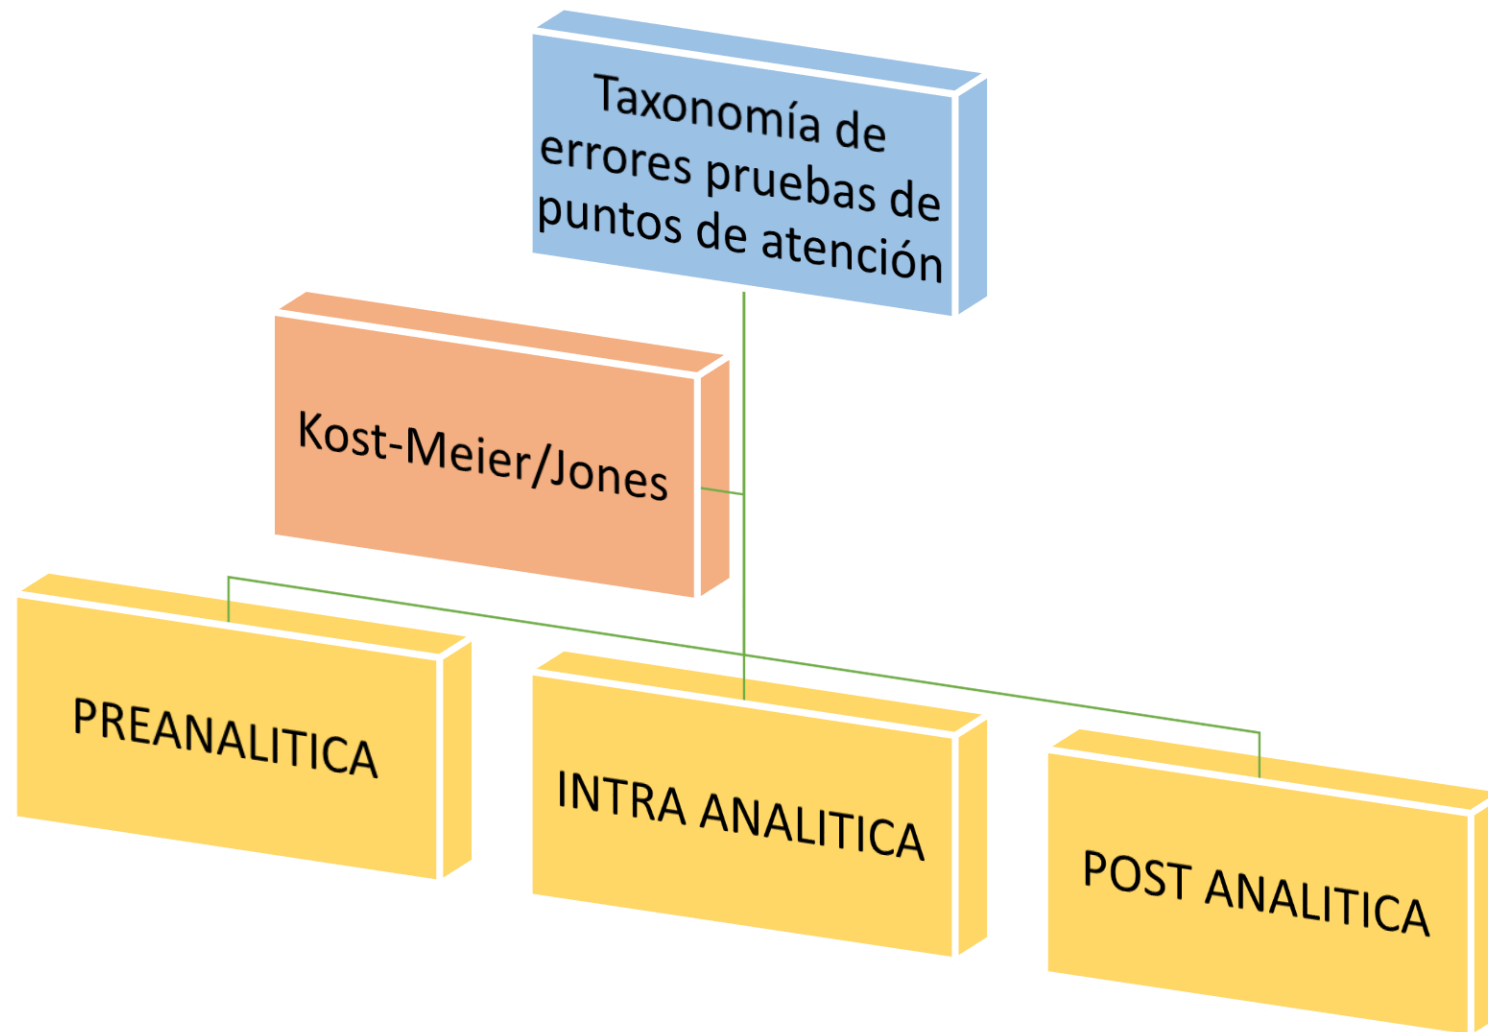 Taxonomía de
errores pruebas de
puntos de atención
Kost-Meier/Jones
PREANALITICA
INTRA ANALITICA
POST ANALITICA